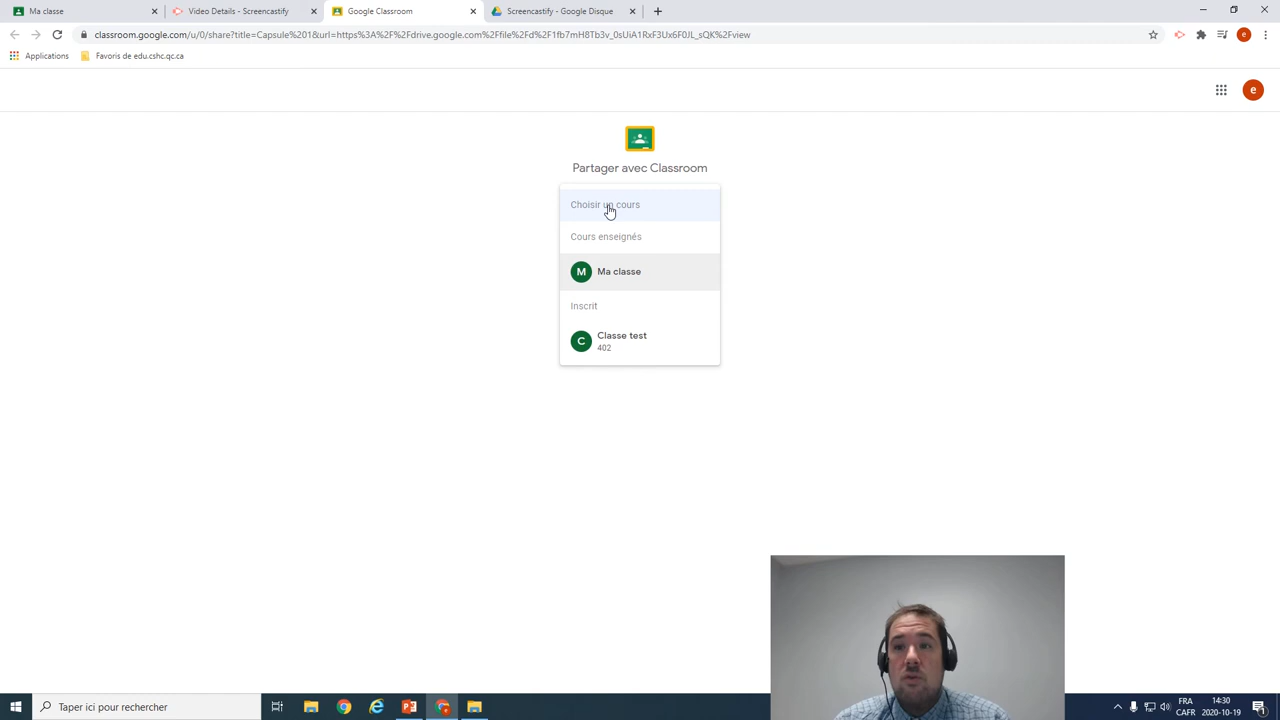 Ma classe
Video Details - Screencastify
Google Classroom
Screencastify - Google Disque
classroom.google.com/u/0/share?title=Capsule%201&url=https%3A%2F%2Fdrive.google.com%2Ffile%2Fd%2F1fb7mH8Tb3v_0sUiA1RxF3Ux6F0JL_sQK%2Fview
e
Applications
Favoris de edu.cshc.qc.ca
e
Partager avec Classroom
Choisir un cours
Cours enseignés
M Ma classe
Inscrit
C Classe test
402
Taper ici pour rechercher
FRA
CAFR
14:30
2020-10-19
1